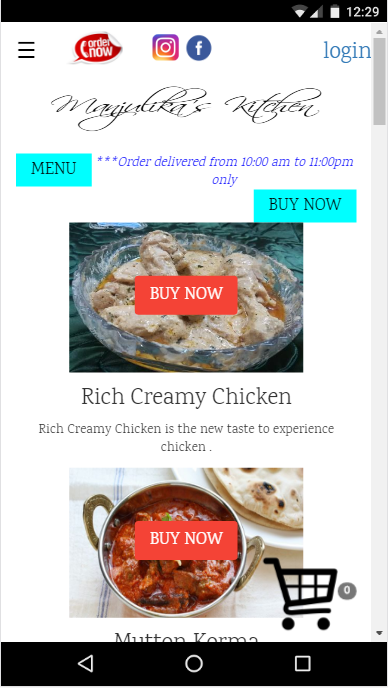 12:29
☰
order now
login
Manjulika's Kitchen
MENU
***Order delivered from 10:00 am to 11:00pm
only
BUY NOW
BUY NOW
Rich Creamy Chicken
Rich Creamy Chicken is the new taste to experience
chicken .
BUY NOW
0
Mutton Korma